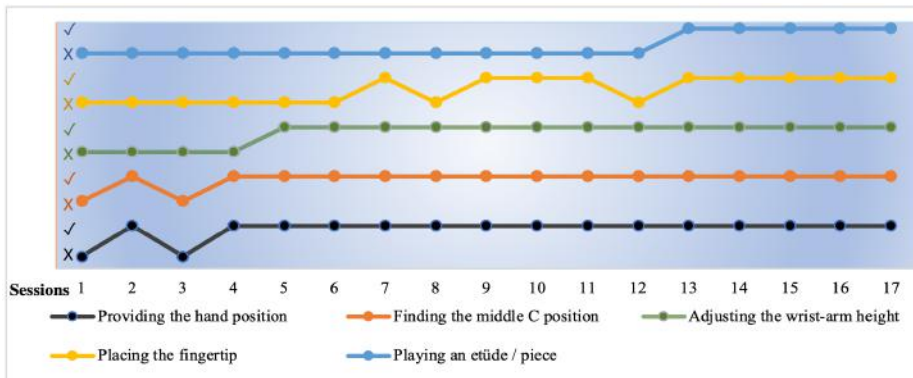 ✓
X
✓
X
✓
X
✓
X
✓
X
Sessions 1 2 3 4 5 6 7 8 9 10 11 12 13 14 15 16 17
Providing the hand position Finding the middle C position Adjusting the wrist-arm height
Placing the fingertip Playing an etüde / piece